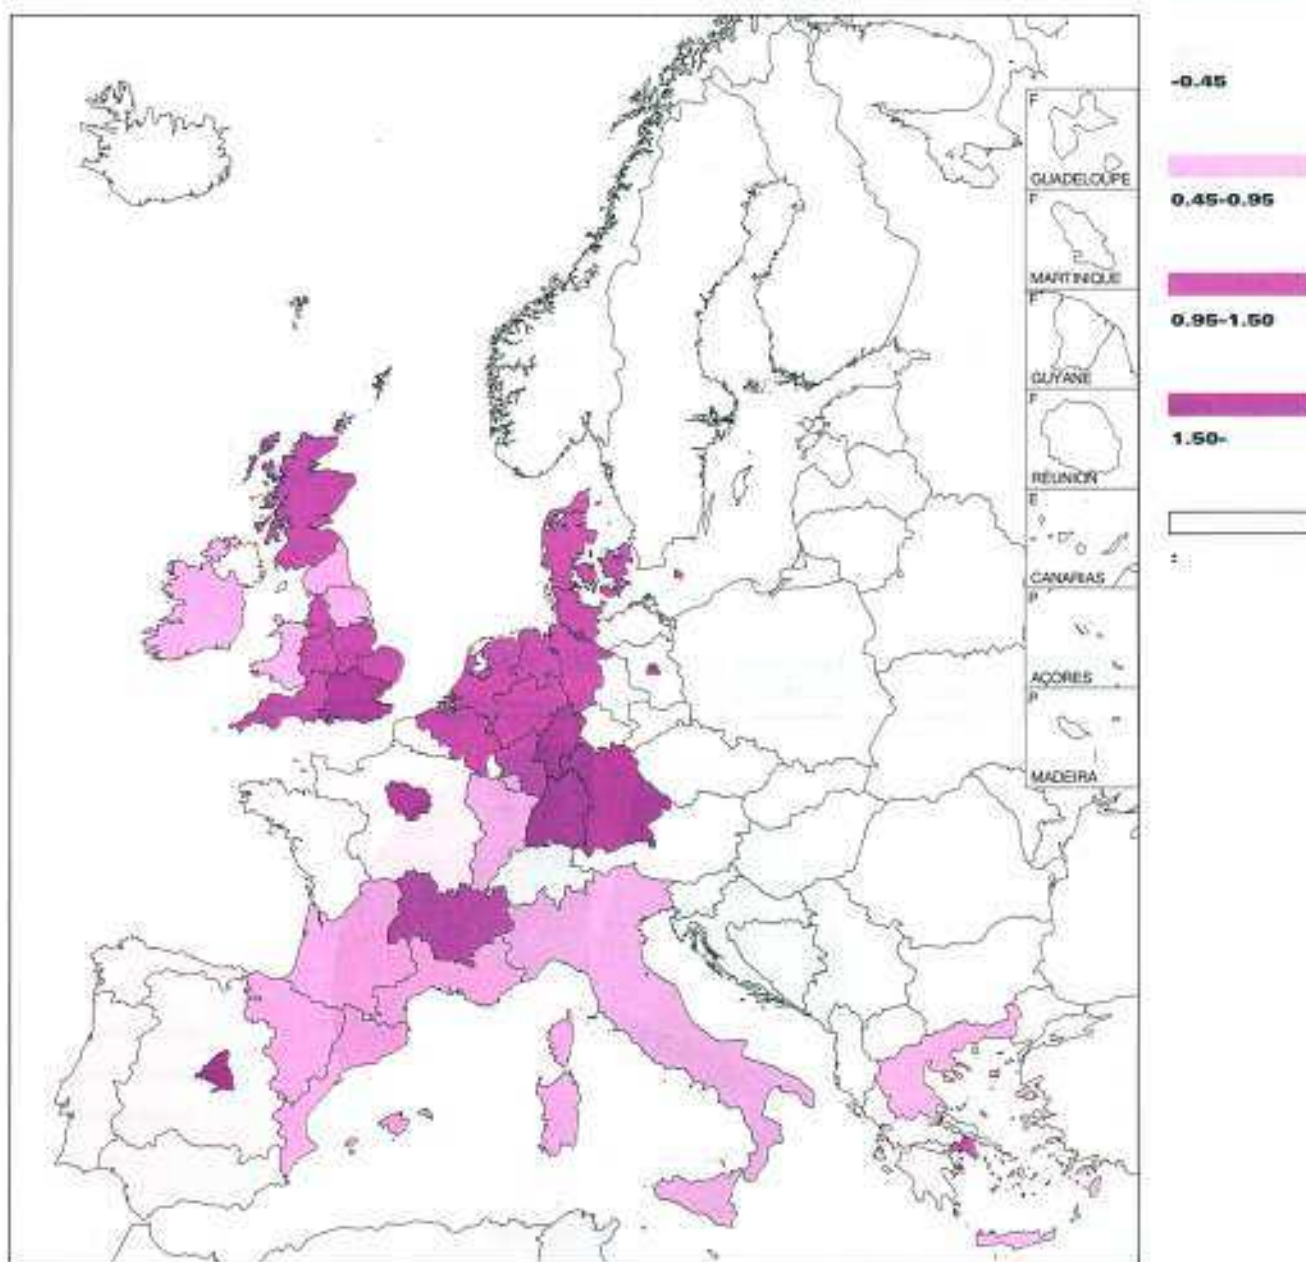 -0.45
0.45-0.95
0.95-1.50
1.50-
:
F
GUADELOUPE
F
MARTINIQUE
F
GUYANE
F
RÉUNION
E
CANARIAS
P
AÇORES
P
MADEIRA